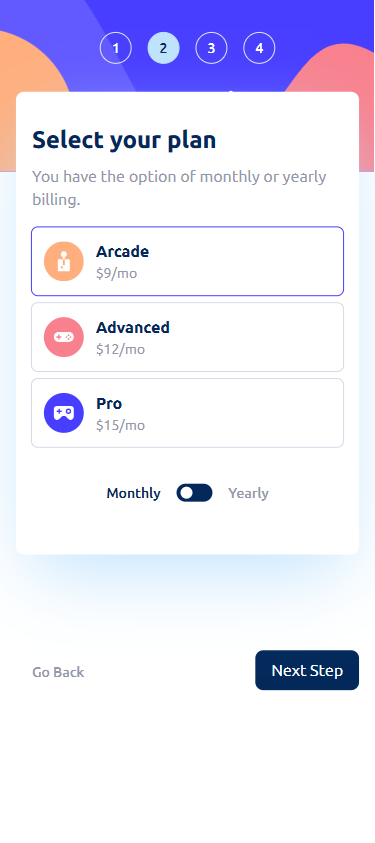 1 2 3 4
Select your plan
You have the option of monthly or yearly
billing.
Arcade
$9/mo
Advanced
$12/mo
Pro
$15/mo
Monthly Yearly
Go Back Next Step